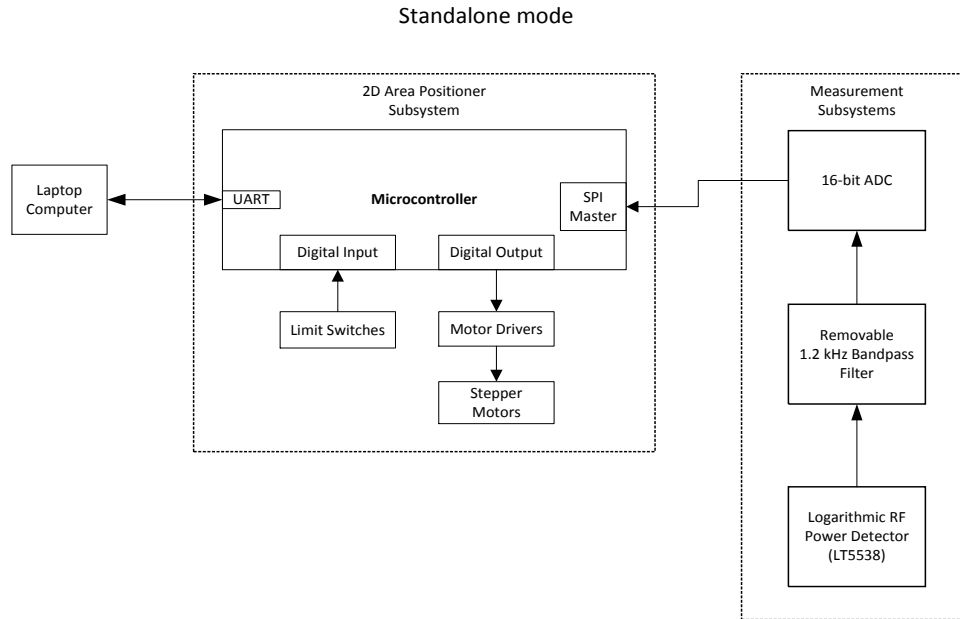 Standalone mode
2D Area Positioner
Subsystem
Measurement
Subsystems
Laptop
Computer
UART
Microcontroller
SPI
Master
16-bit ADC
Digital Input
Digital Output
Limit Switches
Motor Drivers
Stepper
Motors
Removable
1.2 kHz Bandpass
Filter
Logarithmic RF
Power Detector
(LT5538)